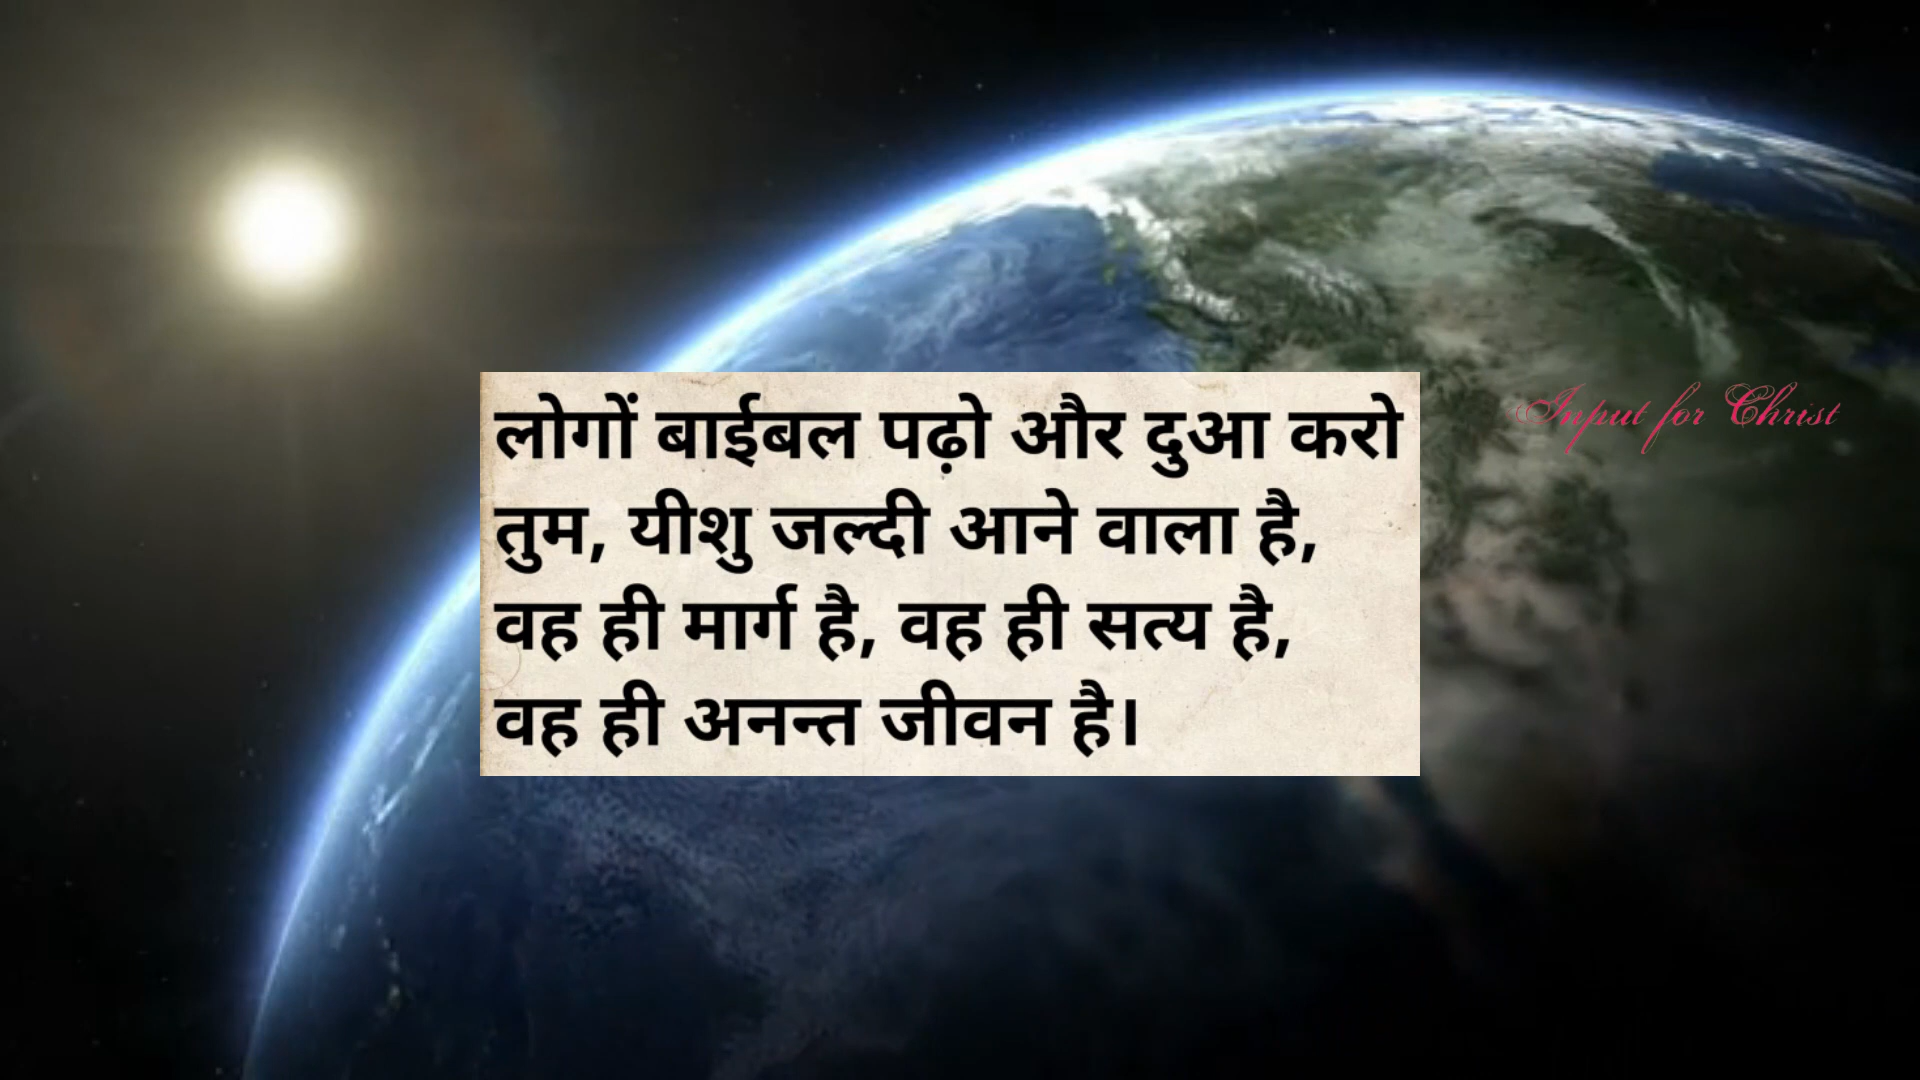 लोगों बाईबल पढ़ो और दुआ करो
तुम, यीशु जल्दी आने वाला है,
वह ही मार्ग है, वह ही सत्य है,
वह ही अनन्त जीवन है।
Input for Christ